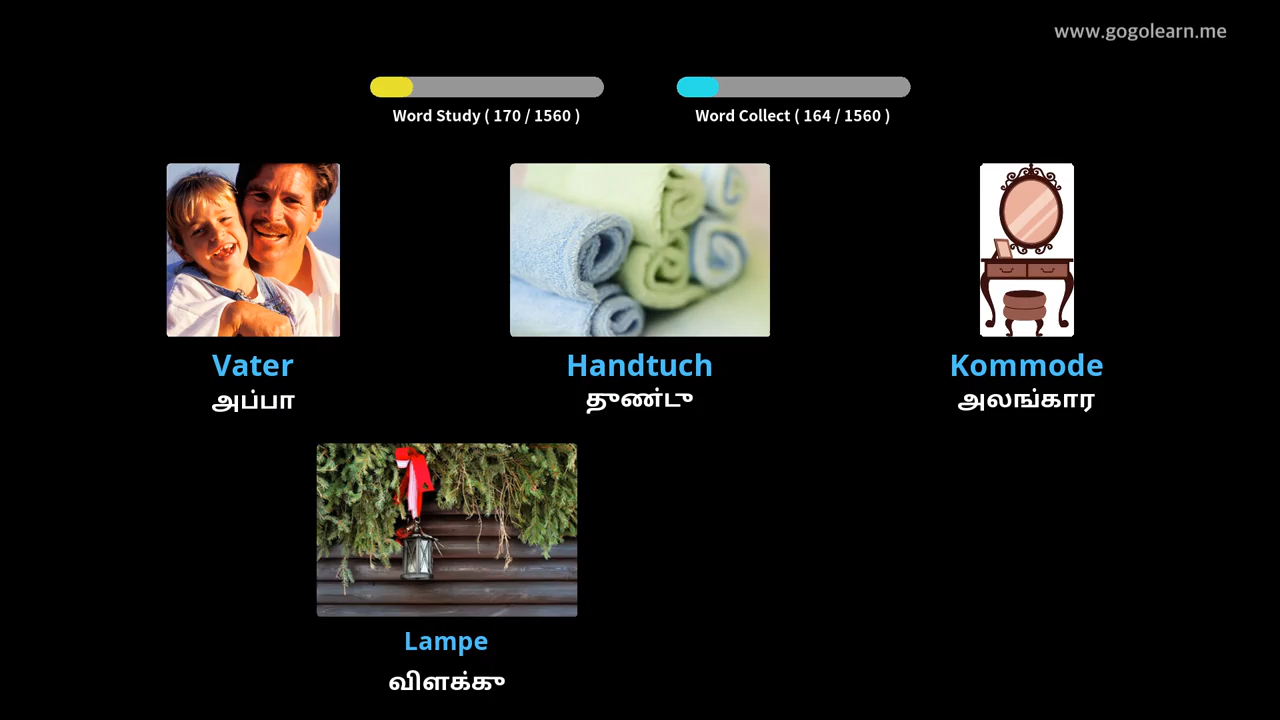 www.gogolearn.me
Word Study ( 170 / 1560 )
Word Collect ( 164 / 1560 )
Vater
Handtuch
Kommode
அப்பா
துண்டு
அலங்கார
Lampe
விளக்கு